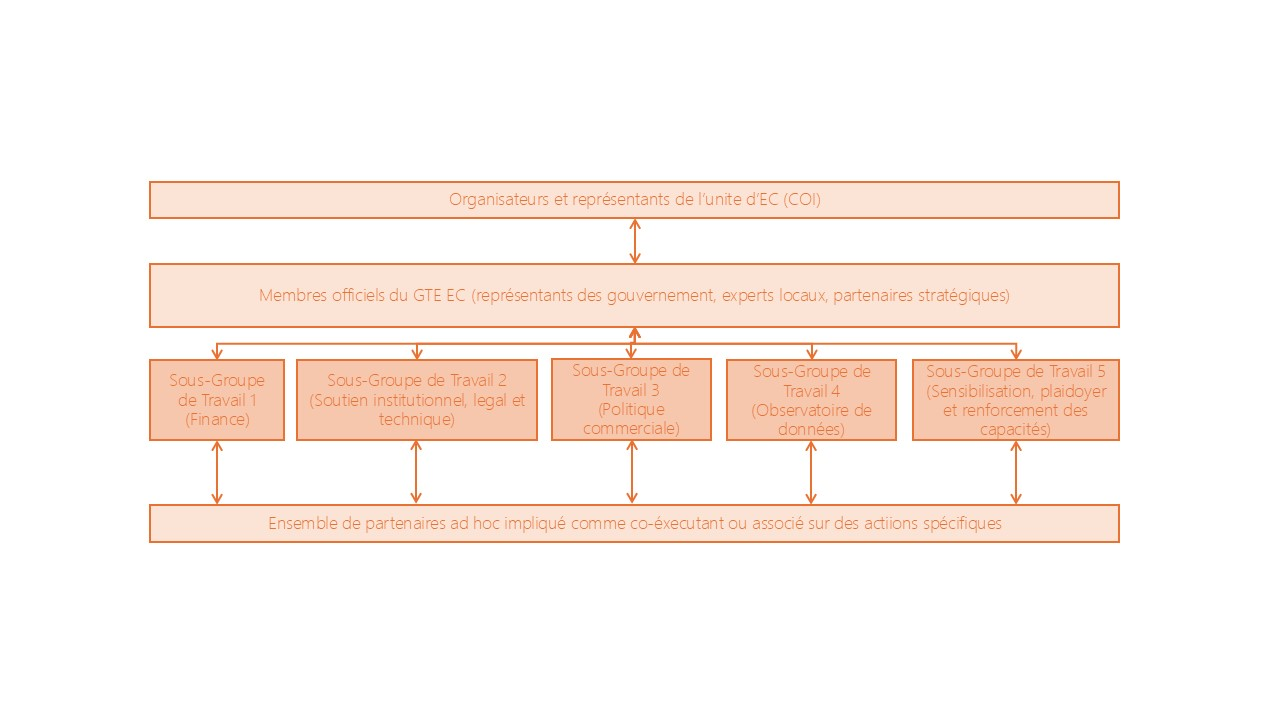 Organisateurs et représentants de l’unite d’EC (COI)
Membres officiels du GTE EC (représentants des gouvernement, experts locaux, partenaires stratégiques)
Sous-Groupe
de Travail 1
(Finance)
Sous-Groupe de Travail 2
(Soutien institutionnel, legal et
technique)
Sous-Groupe de
Travail 3
(Politique
commerciale)
Sous-Groupe de
Travail 4
(Observatoire de
données)
Sous-Groupe de Travail 5
(Sensibilisation, plaidoyer
et renforcement des
capacités)
Ensemble de partenaires ad hoc impliqué comme co-éxecutant ou associé sur des actiions spécifiques